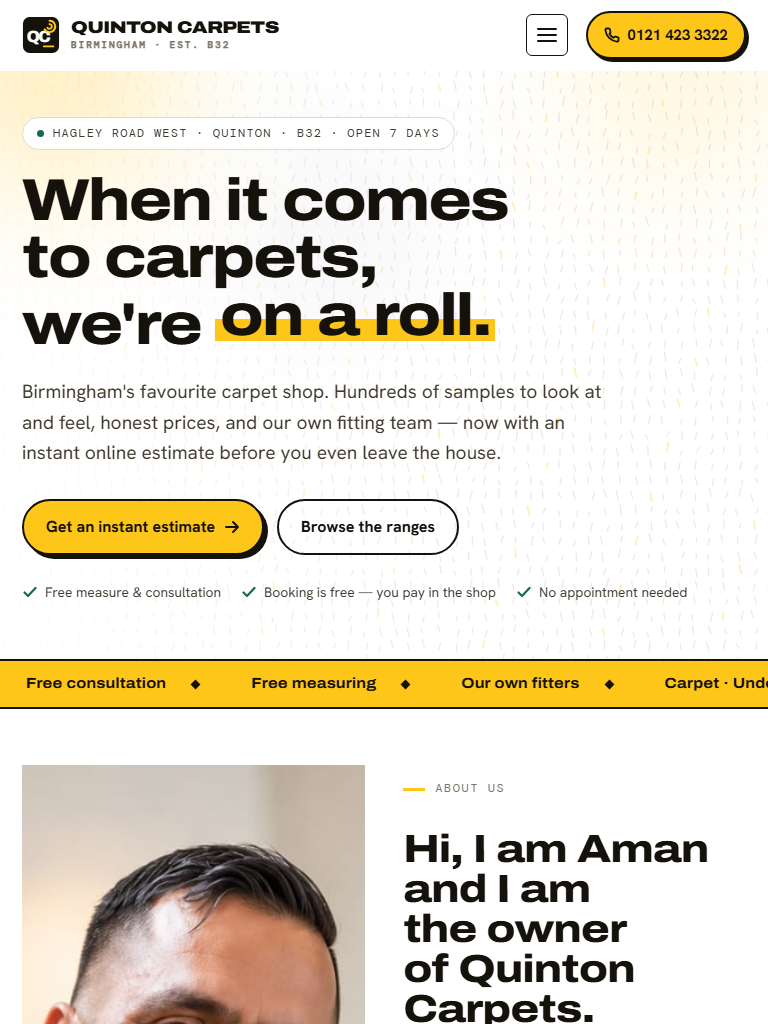 QC
QUINTON CARPETS
BIRMINGHAM · EST. B32
0121 423 3322
HAGLEY ROAD WEST · QUINTON · B32 · OPEN 7 DAYS
When it comes
to carpets,
we're on a roll.
Birmingham's favourite carpet shop. Hundreds of samples to look at
and feel, honest prices, and our own fitting team — now with an
instant online estimate before you even leave the house.
Get an instant estimate →
Browse the ranges
Free measure & consultation
Booking is free — you pay in the shop
No appointment needed
Free consultation ◆ Free measuring ◆ Our own fitters ◆ Carpet · Unde
ABOUT US
Hi, I am Aman
and I am
the owner
of Quinton
Carpets.